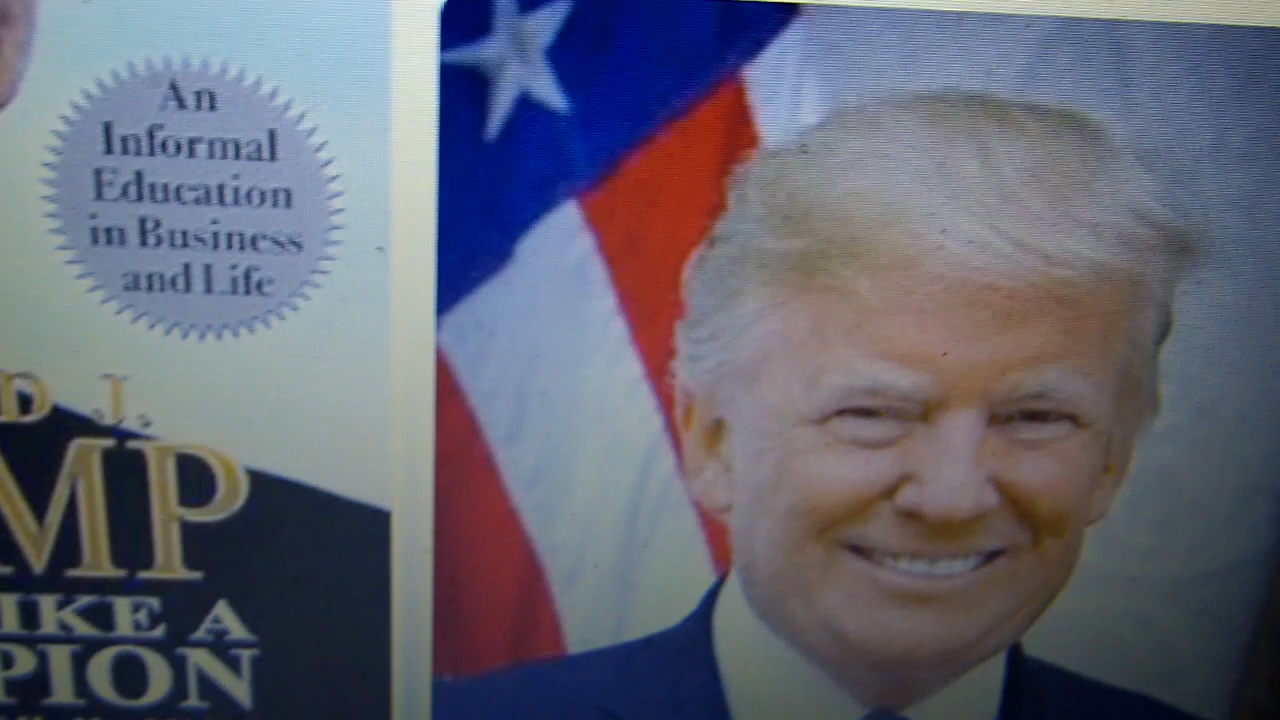 An
Informal
Education
in Business
and Life
D J.
MP
IKE A
PION